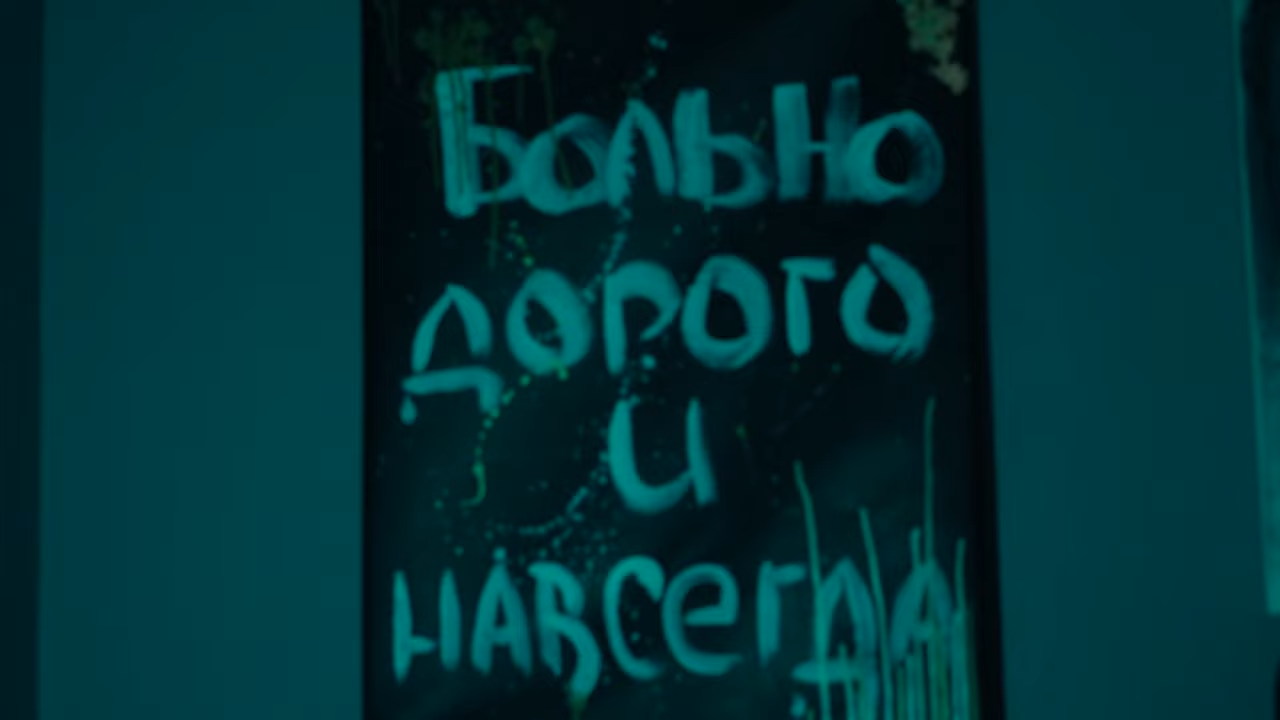 Больно
дорого
и
навсегда